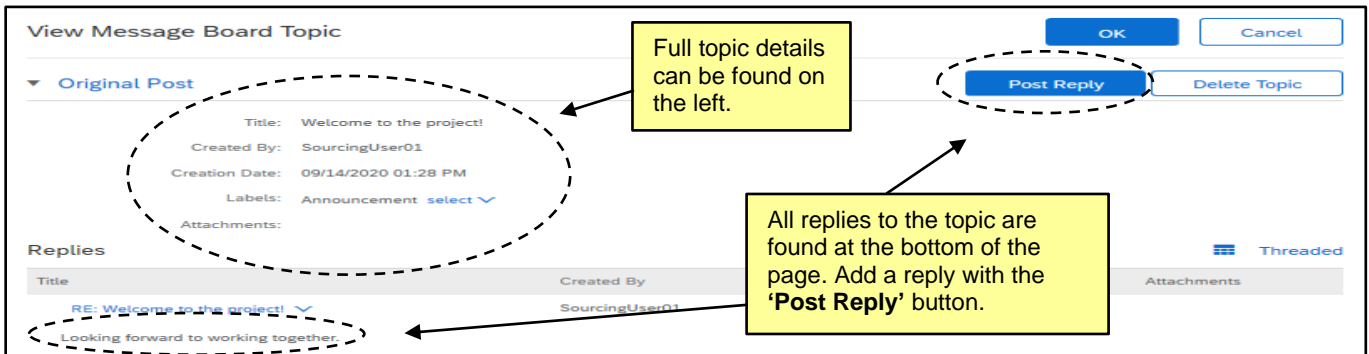 View Message Board Topic
OK
Cancel
Full topic details
can be found on
the left.
Original Post
Post Reply
Delete Topic
Title: Welcome to the project!
Created By: SourcingUser01
Creation Date: 09/14/2020 01:28 PM
Labels: Announcement select
Attachments:
All replies to the topic are
found at the bottom of the
page. Add a reply with the
‘Post Reply’ button.
Replies
Threaded
Title
Created By
Attachments
RE: Welcome to the project!
SourcingUser01
Looking forward to working together.